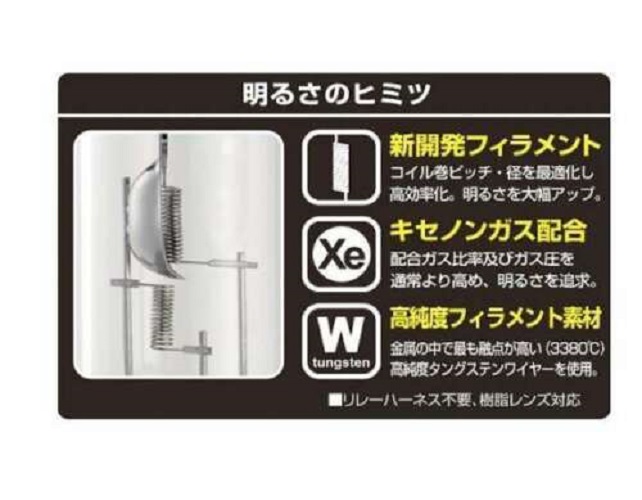 明るさのヒミツ
新開発フィラメント
コイル巻ピッチ・径を最適化し
高効率化。明るさを大幅アップ。
Xe
キセノンガス配合
配合ガス比率及びガス圧を
通常より高め、明るさを追求。
W
tungsten
高純度フィラメント素材
金属の中で最も融点が高い(3380℃)
高純度タングステンワイヤーを使用。
■リレーハーネス不要、樹脂レンズ対応